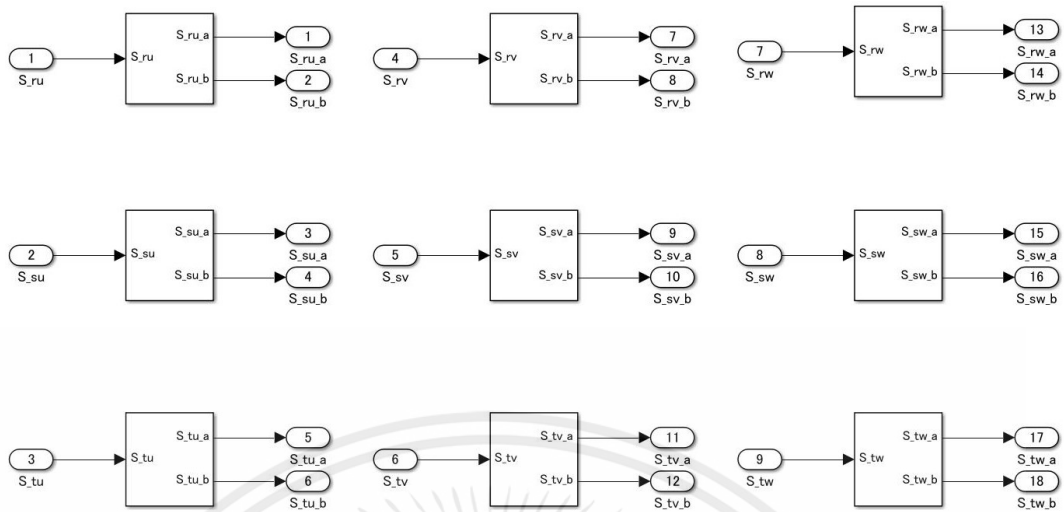 S_ru S_ru_a 1 S_rv S_rv_a 7 S_rw S_rw_a 13
1 S_ru_a 4 S_rv_a 7 S_rw_a
S_ru S_ru_b 2 S_rv S_rv_b 8 S_rw S_rw_b 14
S_ru_b S_rv_b S_rw_b
S_su_a 3 S_sv_a 9 S_sw_a 15
2 S_su S_su_a 5 S_sv S_sv_a 8 S_sw S_sw_a
S_su S_su_b 4 S_sv S_sv_b 10 S_sw S_sw_b 16
S_su_b S_sv_b S_sw_b
S_tu_a 5 S_tv_a 11 S_tw_a 17
3 S_tu S_tu_a 6 S_tv S_tv_a 9 S_tw S_tw_a
S_tu S_tu_b 6 S_tv S_tv_b 12 S_tw S_tw_b 18
S_tu_b S_tv_b S_tw_b